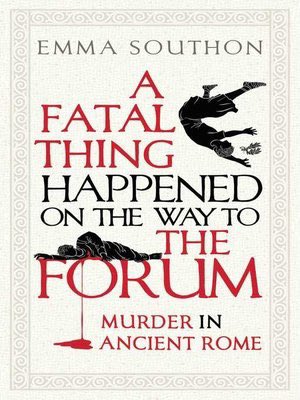 EMMA SOUTHON
A
FATAL
THING
HAPPENED
ON THE WAY TO
THE
FORUM
MURDER IN
ANCIENT ROME